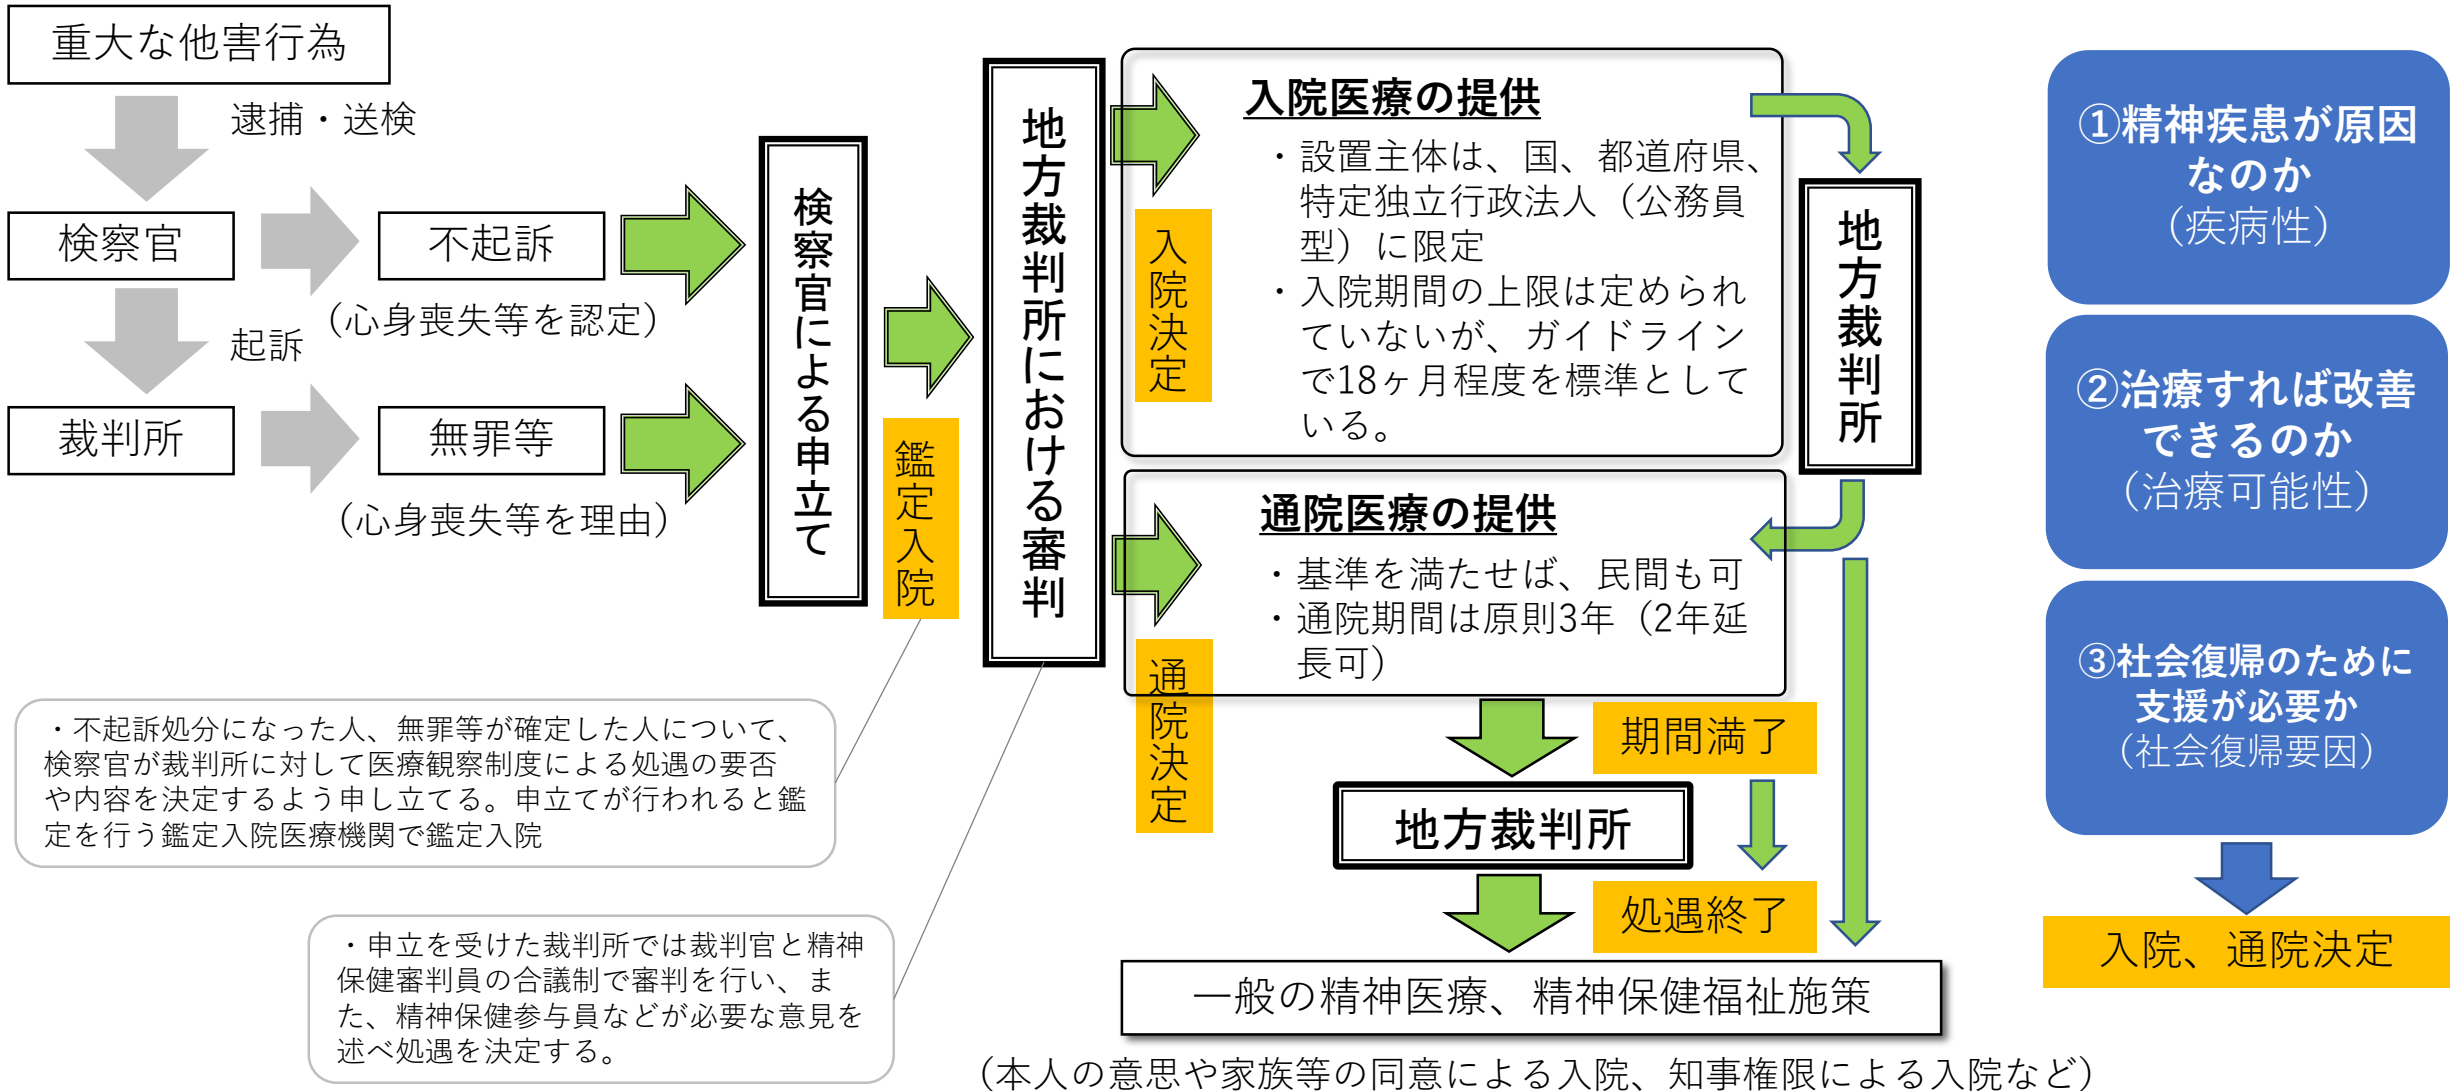 重大な他害行為
逮捕・送検
検察官
不起訴
（心身喪失等を認定）
起訴
裁判所
無罪等
（心身喪失等を理由）
検察官による申立て
鑑定入院
地方裁判所における審判
入院決定
入院医療の提供
・設置主体は、国、都道府県、
特定独立行政法人（公務員
型）に限定
・入院期間の上限は定められ
ていないが、ガイドライン
で18ヶ月程度を標準として
いる。
地方裁判所
通院決定
通院医療の提供
・基準を満たせば、民間も可
・通院期間は原則3年（2年延
長可）
期間満了
地方裁判所
処遇終了
一般の精神医療、精神保健福祉施策
（本人の意思や家族等の同意による入院、知事権限による入院など）
・不起訴処分になった人、無罪等が確定した人について、
検察官が裁判所に対して医療観察制度による処遇の要否
や内容を決定するよう申し立てる。申立てが行われると鑑
定を行う鑑定入院医療機関で鑑定入院
・申立を受けた裁判所では裁判官と精神
保健審判員の合議制で審判を行い、ま
た、精神保健参与員などが必要な意見を
述べ処遇を決定する。
①精神疾患が原因
なのか
（疾病性）
②治療すれば改善
できるのか
（治療可能性）
③社会復帰のために
支援が必要か
（社会復帰要因）
入院、通院決定